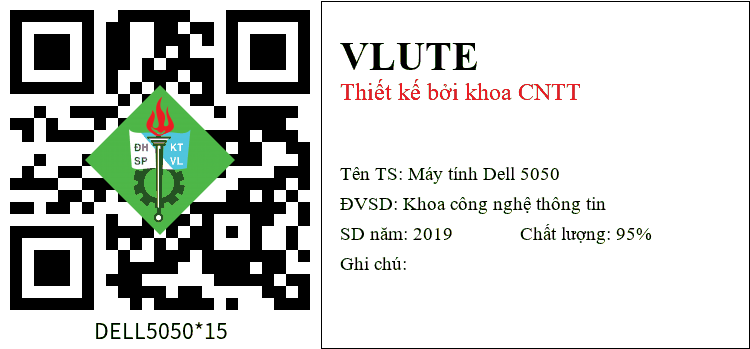 ĐH KT
SP VL
DELL5050*15
VLUTE
Thiết kế bởi khoa CNTT
Tên TS: Máy tính Dell 5050
ĐVSD: Khoa công nghệ thông tin
SD năm: 2019 Chất lượng: 95%
Ghi chú: